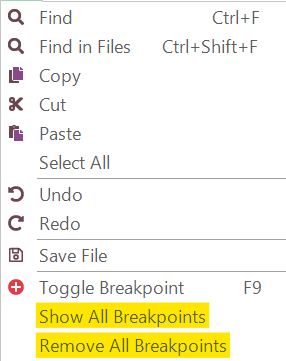 Find Ctrl+F
Find in Files Ctrl+Shift+F
Copy
Cut
Paste
Select All
Undo
Redo
Save File
Toggle Breakpoint F9
Show All Breakpoints
Remove All Breakpoints